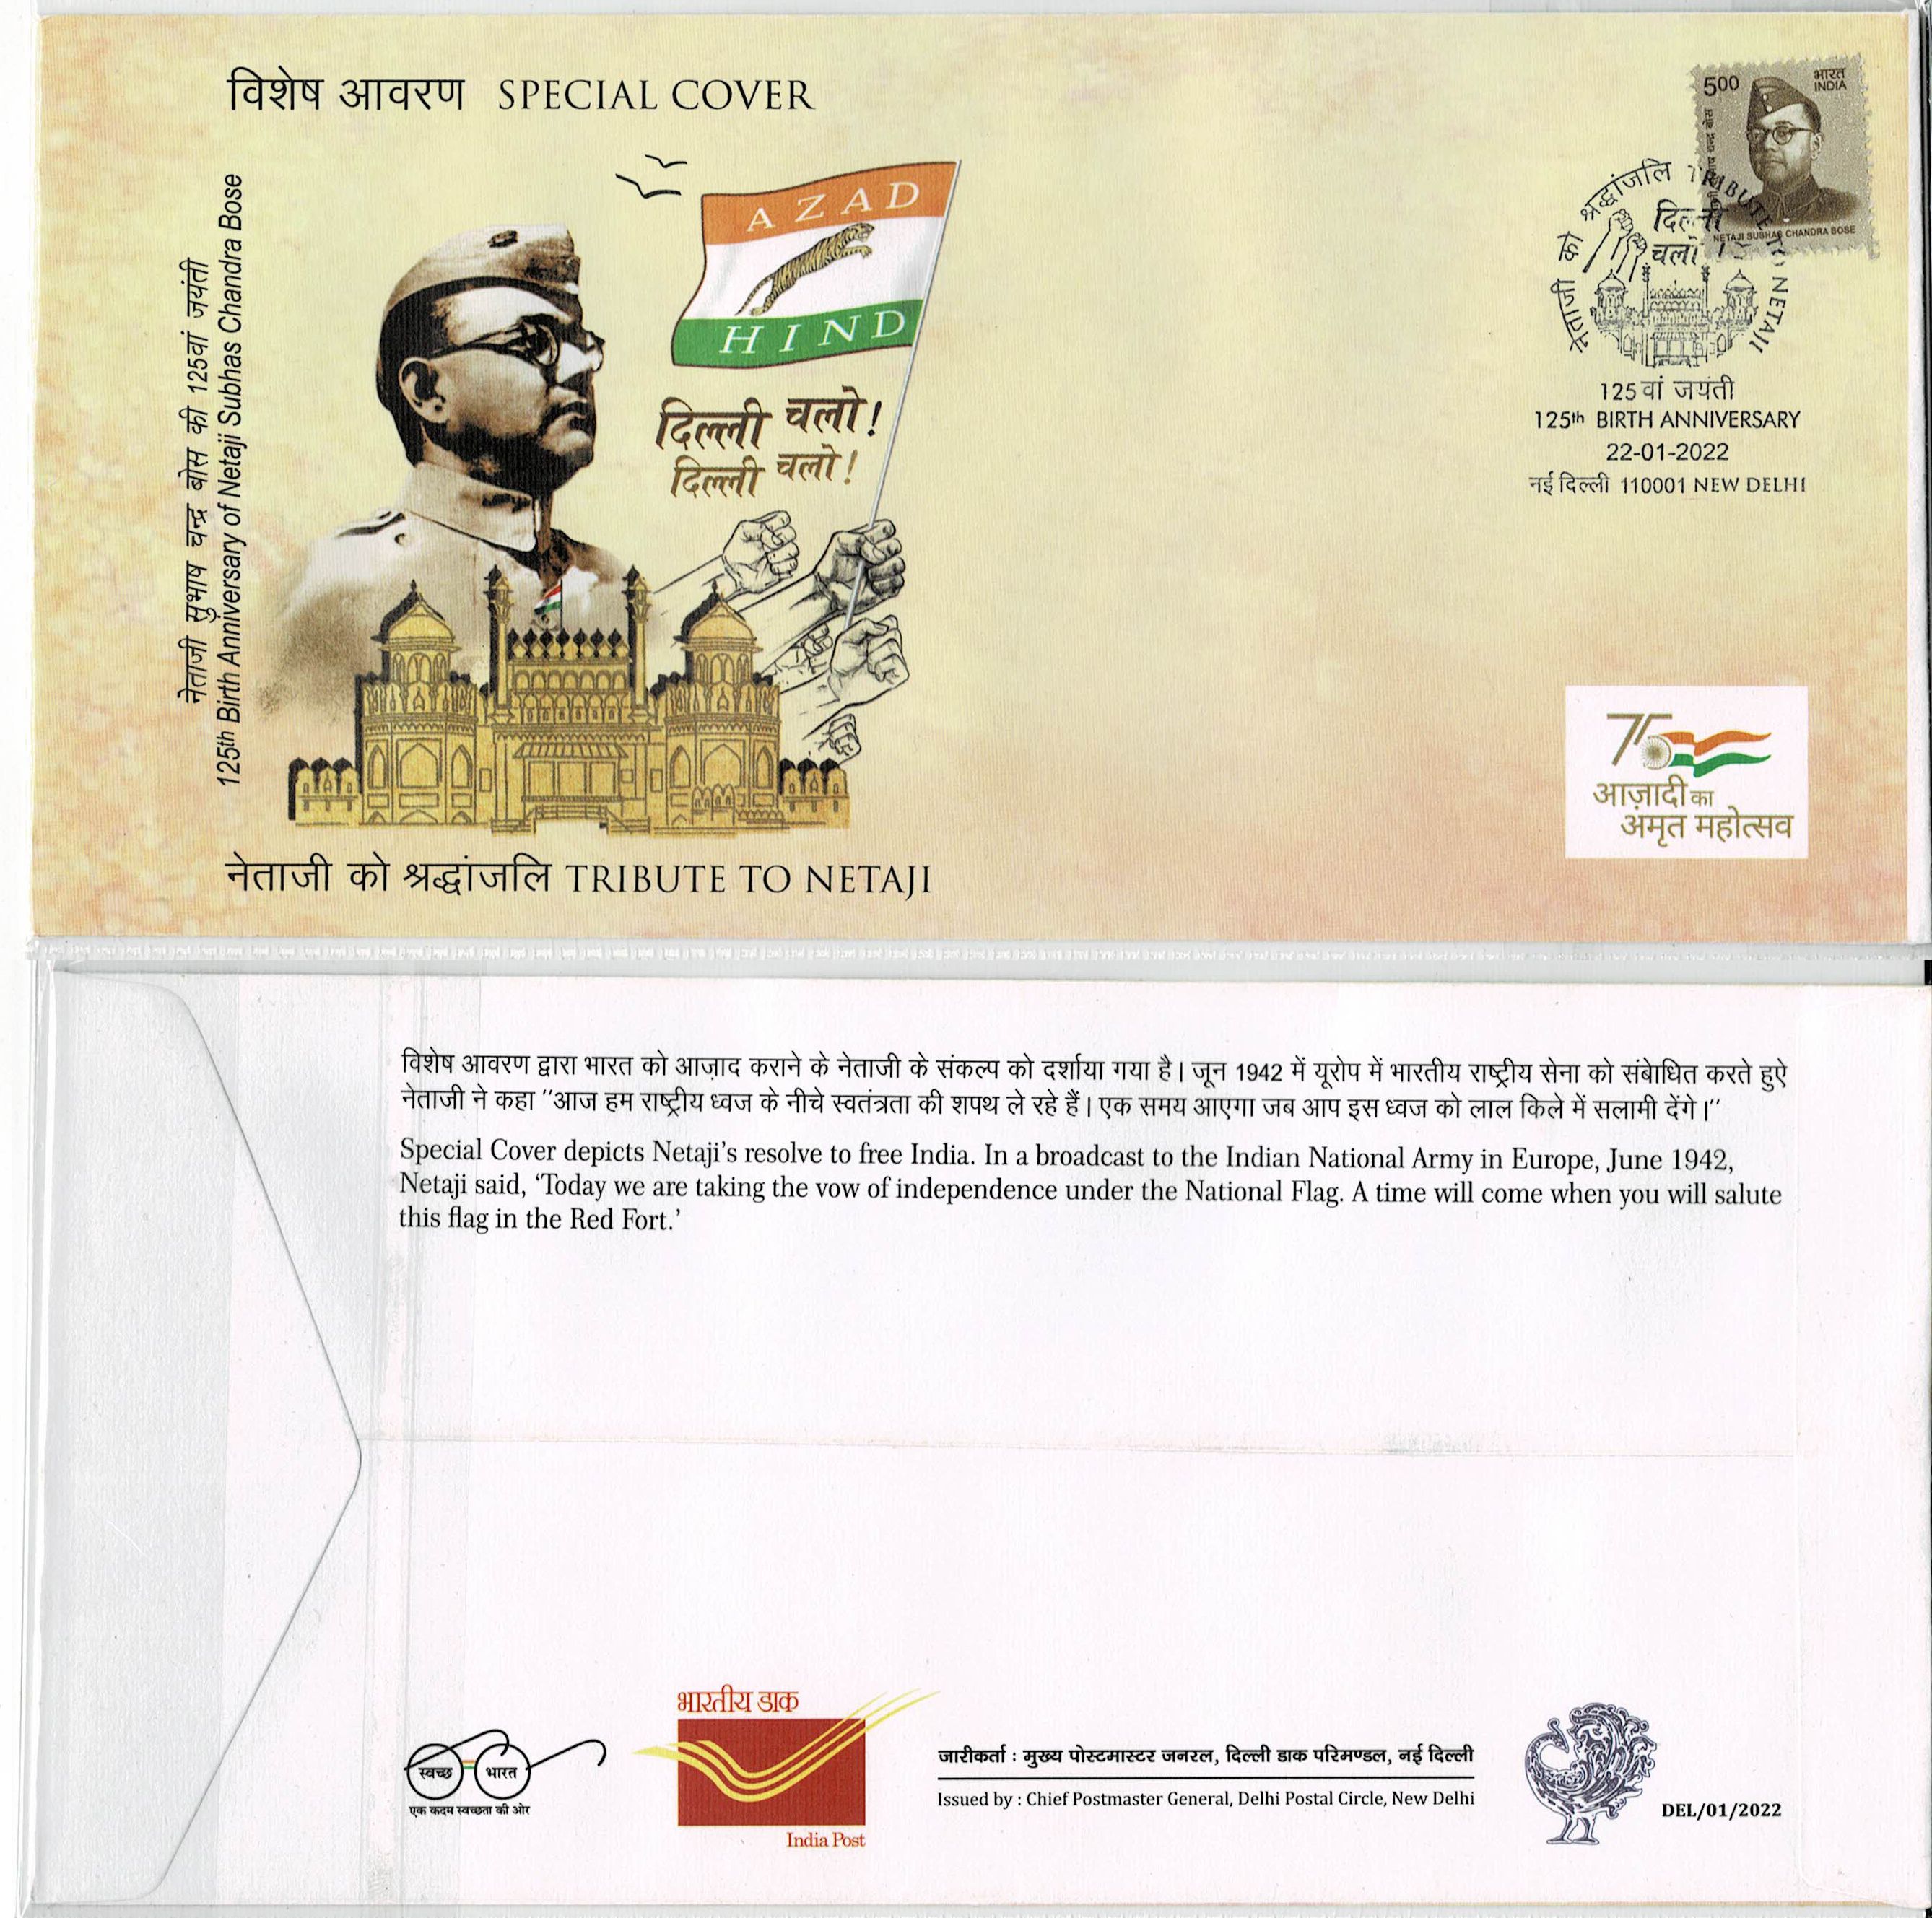 विशेष आवरण SPECIAL COVER
नेताजी सुभाष चन्द्र बोस की 125वां जयंती
125th Birth Anniversary of Netaji Subhas Chandra Bose
AZAD
HIND
दिल्ली चलो!
दिल्ली चलो!
नेताजी को श्रद्धांजलि TRIBUTE TO NETAJI
500
भारत
INDIA
NETAJI SUBHAS CHANDRA BOSE
नेताजी को श्रद्धांजलि TRIBUTE TO NETAJI
दिल्ली
चलो
125 वां जयंती
125th BIRTH ANNIVERSARY
22-01-2022
नई दिल्ली 110001 NEW DELHI
75
आज़ादी का
अमृत महोत्सव
विशेष आवरण द्वारा भारत को आज़ाद कराने के नेताजी के संकल्प को दर्शाया गया है। जून 1942 में यूरोप में भारतीय राष्ट्रीय सेना को संबोधित करते हुऐ
नेताजी ने कहा "आज हम राष्ट्रीय ध्वज के नीचे स्वतंत्रता की शपथ ले रहे हैं। एक समय आएगा जब आप इस ध्वज को लाल किले में सलामी देंगे।"
Special Cover depicts Netaji's resolve to free India. In a broadcast to the Indian National Army in Europe, June 1942,
Netaji said, 'Today we are taking the vow of independence under the National Flag. A time will come when you will salute
this flag in the Red Fort.'
स्वच्छ भारत
एक कदम स्वच्छता की ओर
भारतीय डाक
India Post
जारीकर्ता : मुख्य पोस्टमास्टर जनरल, दिल्ली डाक परिमण्डल, नई दिल्ली
Issued by : Chief Postmaster General, Delhi Postal Circle, New Delhi
DEL/01/2022